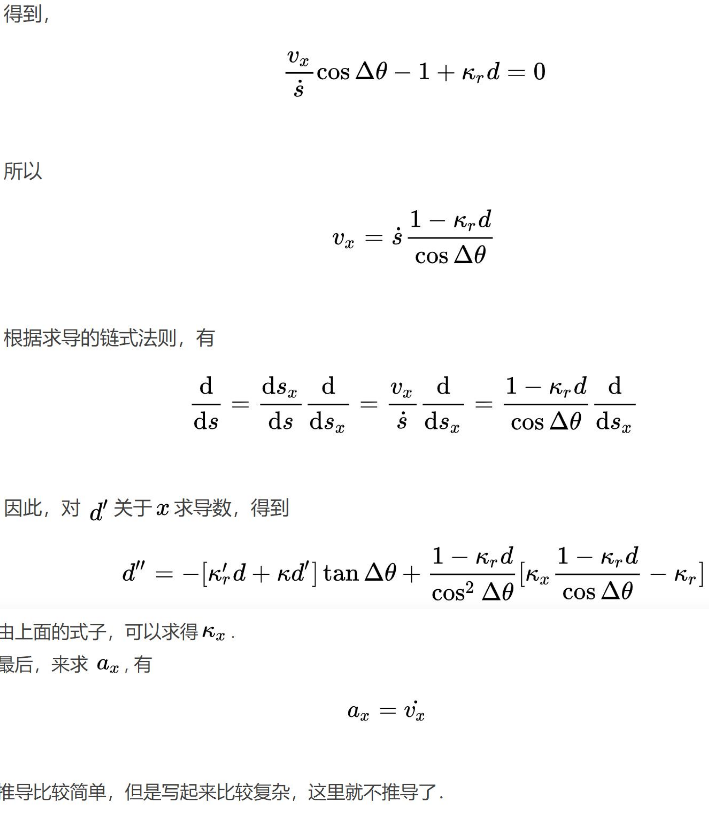 得到，
$$\frac{v_x}{\dot{s}}\cos\Delta\theta-1+\kappa_r d=0$$
所以
$$v_x=\dot{s}\frac{1-\kappa_r d}{\cos\Delta\theta}$$
根据求导的链式法则，有
$$\frac{\mathrm{d}}{\mathrm{d}s}=\frac{\mathrm{d}s_x}{\mathrm{d}s}\frac{\mathrm{d}}{\mathrm{d}s_x}=\frac{v_x}{\dot{s}}\frac{\mathrm{d}}{\mathrm{d}s_x}=\frac{1-\kappa_r d}{\cos\Delta\theta}\frac{\mathrm{d}}{\mathrm{d}s_x}$$
因此，对 $d'$ 关于 $x$ 求导数，得到
$$d''=-[\kappa_r' d+\kappa d']\tan\Delta\theta+\frac{1-\kappa_r d}{\cos^2\Delta\theta}[\kappa_x\frac{1-\kappa_r d}{\cos\Delta\theta}-\kappa_r]$$
由上面的式子，可以求得 $\kappa_x$ .
最后，来求 $a_x$ , 有
$$a_x=\dot{v_x}$$
推导比较简单，但是写起来比较复杂，这里就不推导了.